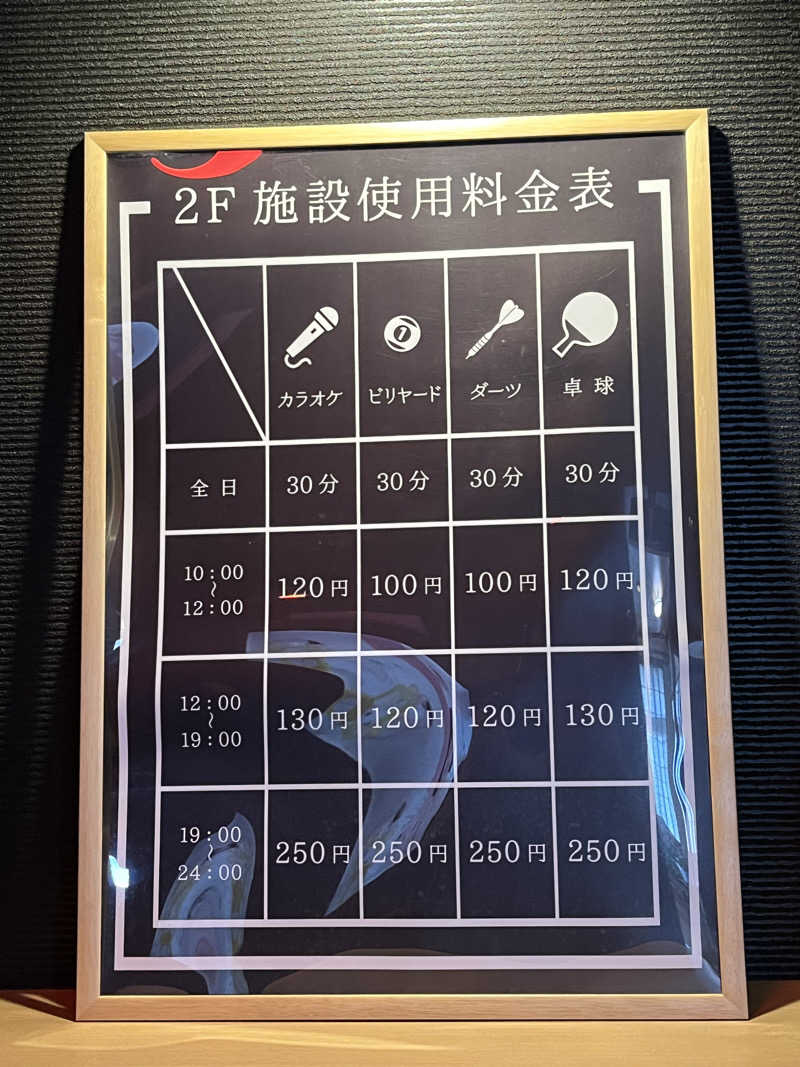 2F 施設使用料金表
カラオケ ビリヤード ダーツ 卓球
全日 30分 30分 30分 30分
10:00
〜
12:00
120円 100円 100円 120円
12:00
〜
19:00
130円 120円 120円 130円
19:00
〜
24:00
250円 250円 250円 250円